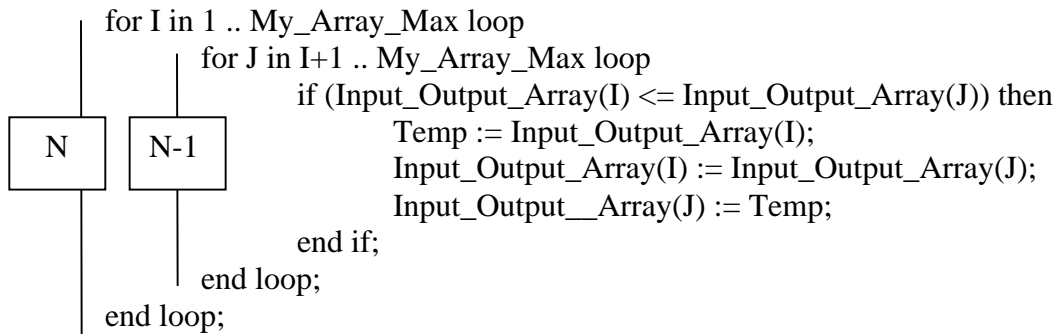 for I in 1 .. My_Array_Max loop
for J in I+1 .. My_Array_Max loop
if (Input_Output_Array(I) <= Input_Output_Array(J)) then
Temp := Input_Output_Array(I);
N
N-1
Input_Output_Array(I) := Input_Output_Array(J);
Input_Output__Array(J) := Temp;
end if;
end loop;
end loop;